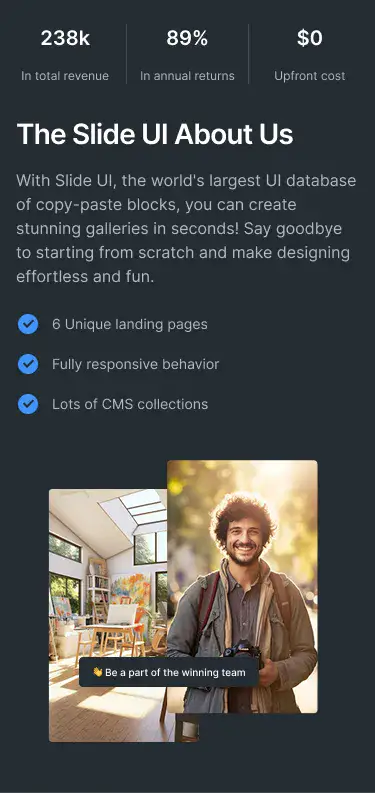 238k 89% $0
In total revenue In annual returns Upfront cost
The Slide UI About Us
With Slide UI, the world's largest UI database
of copy-paste blocks, you can create
stunning galleries in seconds! Say goodbye
to starting from scratch and make designing
effortless and fun.
6 Unique landing pages
Fully responsive behavior
Lots of CMS collections
👋 Be a part of the winning team